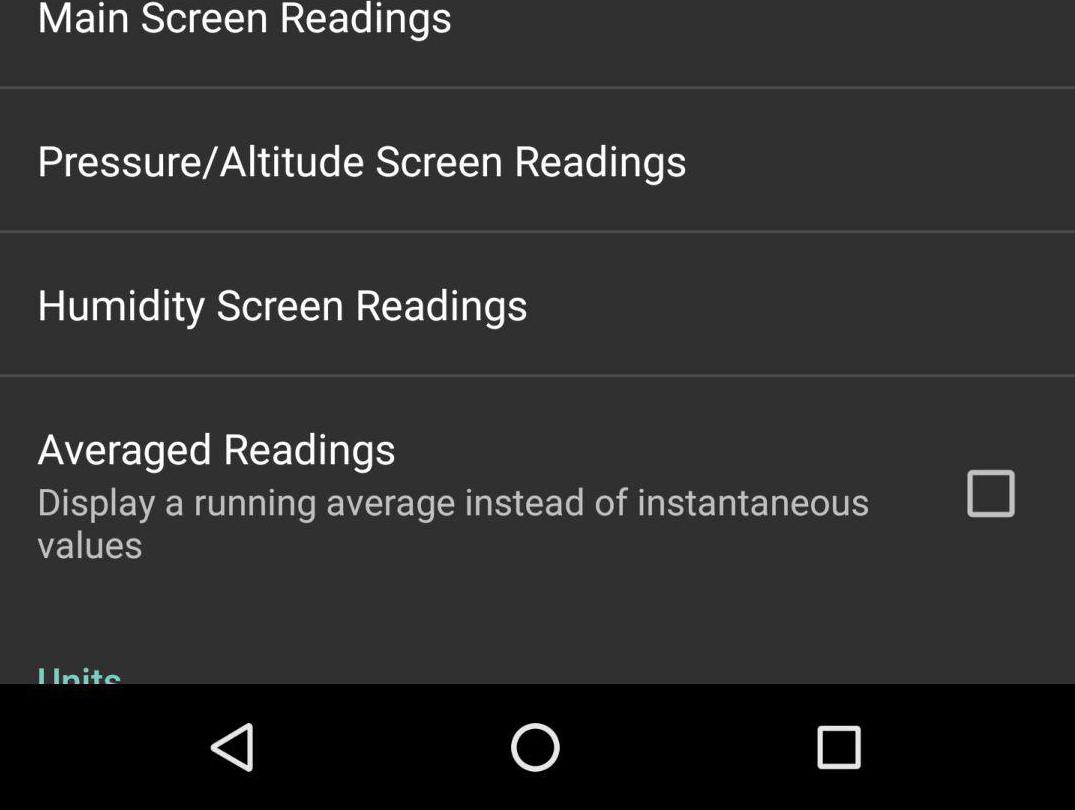 Main Screen Readings
Pressure/Altitude Screen Readings
Humidity Screen Readings
Averaged Readings
Display a running average instead of instantaneous
values
Units